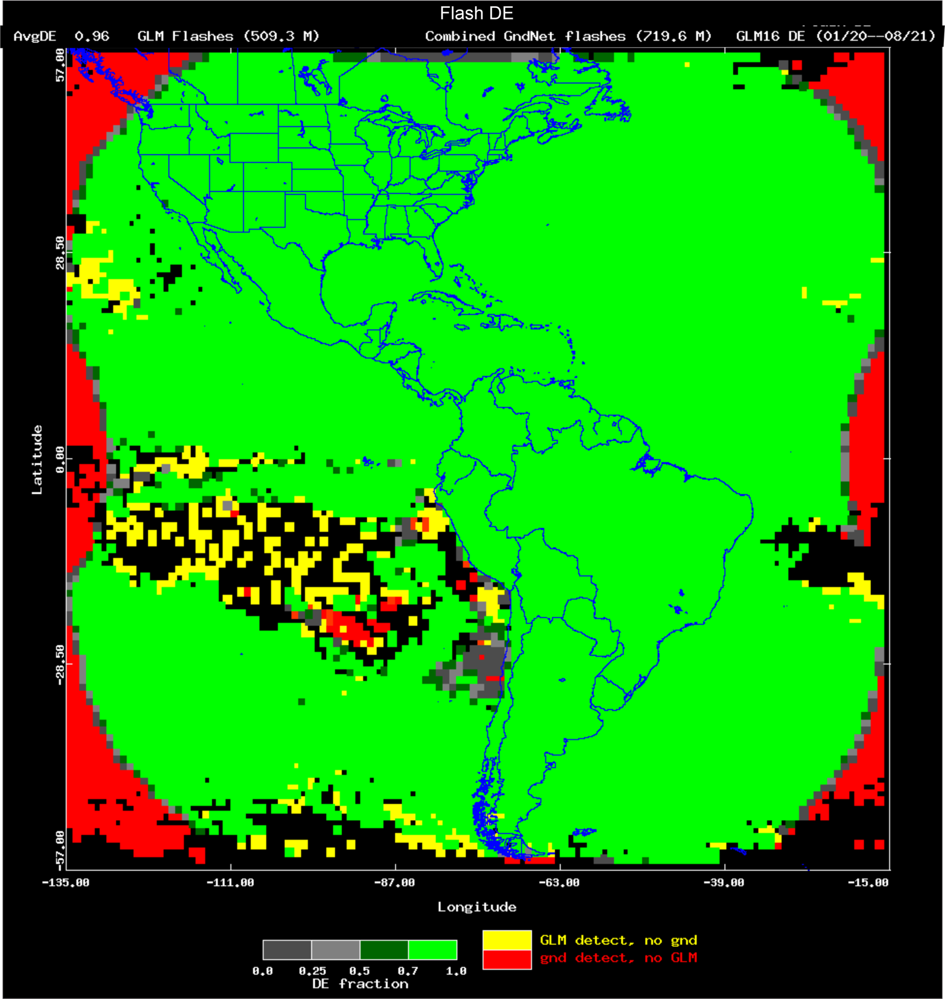 Flash DE
AvgDE 0.96 GLM Flashes (509.3 M) Combined GndNet flashes (719.6 M) GLM16 DE (01/20--08/21)
57.00
28.50
0.00
-28.50
-57.00
Latitude
-135.00 -111.00 -87.00 -63.00 -39.00 -15.00
Longitude
GLM detect, no gnd
gnd detect, no GLM
0.0 0.25 0.5 0.7 1.0
DE fraction